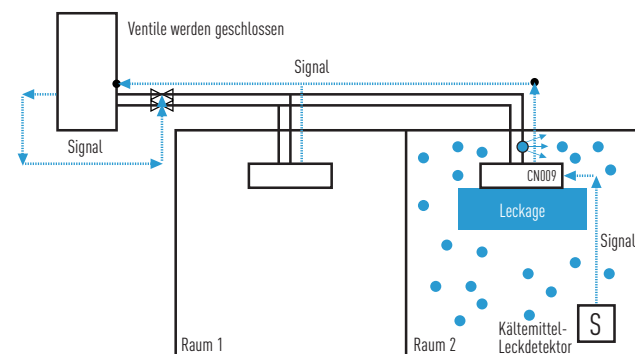 Ventile werden geschlossen
Signal
Signal
CN009
Leckage
Signal
Kältemittel-
Leckdetektor
S
Raum 1
Raum 2